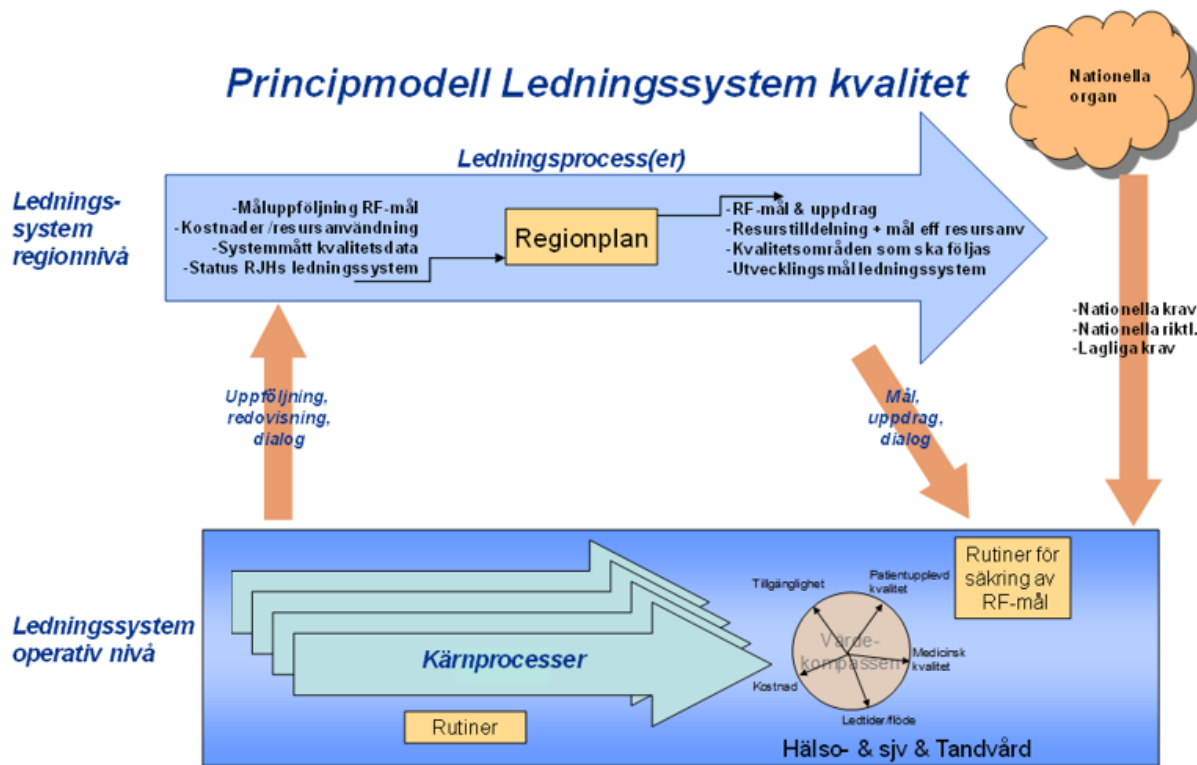 Principmodell Ledningssystem kvalitet
Nationella
organ
Ledningsprocess(er)
Lednings-
system
regionnivå
-Måluppföljning RF-mål
-Kostnader/resursanvändning
-Systemmått kvalitetsdata
-Status RJHs ledningssystem
Regionplan
-RF-mål & uppdrag
-Resurstilldelning + mål eff resursanv
-Kvalitetsområden som ska följas
-Utvecklingsmål ledningssystem
-Nationella krav
-Nationella riktl.
-Lagliga krav
Uppföljning,
redovisning,
dialog
Mål,
uppdrag,
dialog
Ledningssystem
operativ nivå
Kärnprocesser
Rutiner
Tillgänglighet
Patientupplevd
kvalitet
Värde-
kompassen
Medicinsk
kvalitet
Kostnad
Ledtider/flöde
Rutiner för
säkring av
RF-mål
Hälso- & sjv & Tandvård